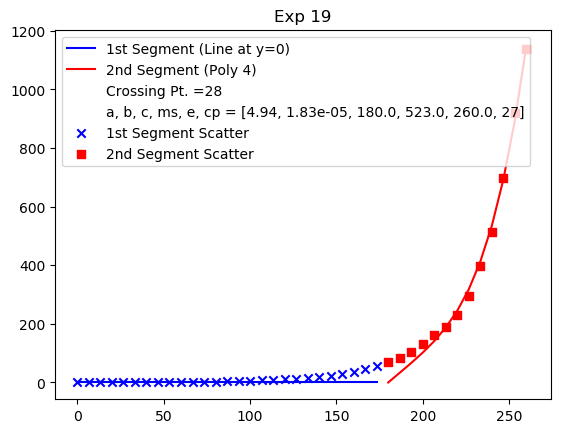 Exp 19
1st Segment (Line at y=0)
2nd Segment (Poly 4)
Crossing Pt. =28
a, b, c, ms, e, cp = [4.94, 1.83e-05, 180.0, 523.0, 260.0, 27]
1st Segment Scatter
2nd Segment Scatter
1200
1000
800
600
400
200
0
0 50 100 150 200 250